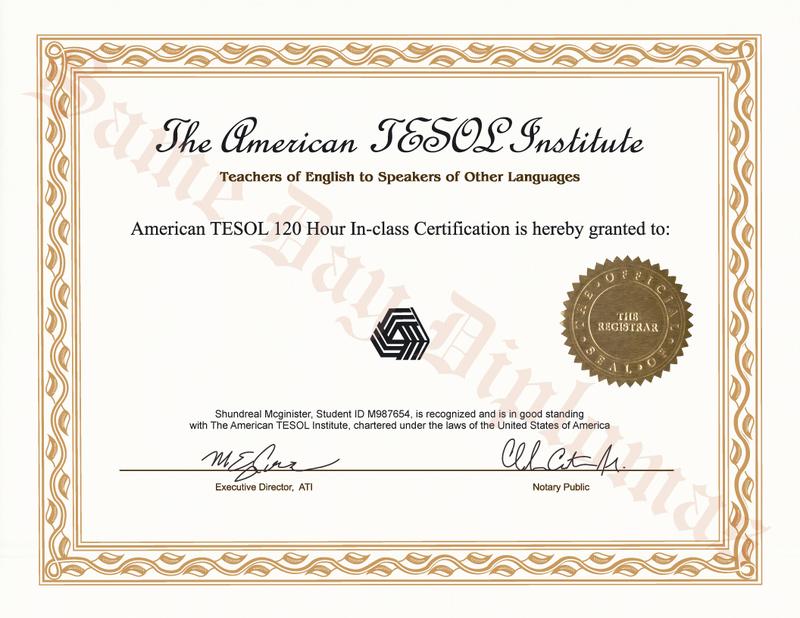 The American TESOL Institute
Teachers of English to Speakers of Other Languages
American TESOL 120 Hour In-class Certification is hereby granted to:
THE OFFICIAL SEAL OF
THE
REGISTRAR
Shundreal Mcginister, Student ID M987654, is recognized and is in good standing
with The American TESOL Institute, chartered under the laws of the United States of America
Executive Director, ATI
Notary Public
Same Day Diplomas